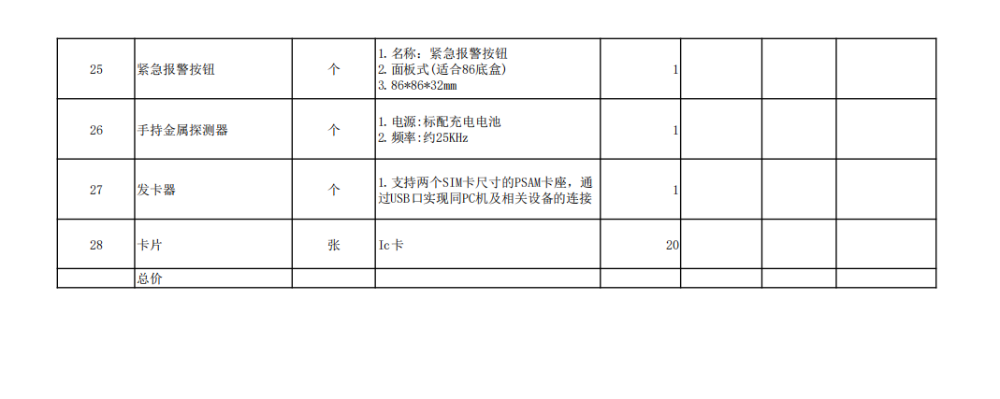 25 紧急报警按钮 个 1. 名称：紧急报警按钮
2. 面板式(适合86底盒)
3. 86*86*32mm 1
26 手持金属探测器 个 1. 电源:标配充电电池
2. 频率:约25KHz 1
27 发卡器 个 1. 支持两个SIM卡尺寸的PSAM卡座，通
过USB口实现同PC机及相关设备的连接 1
28 卡片 张 Ic卡 20
总价